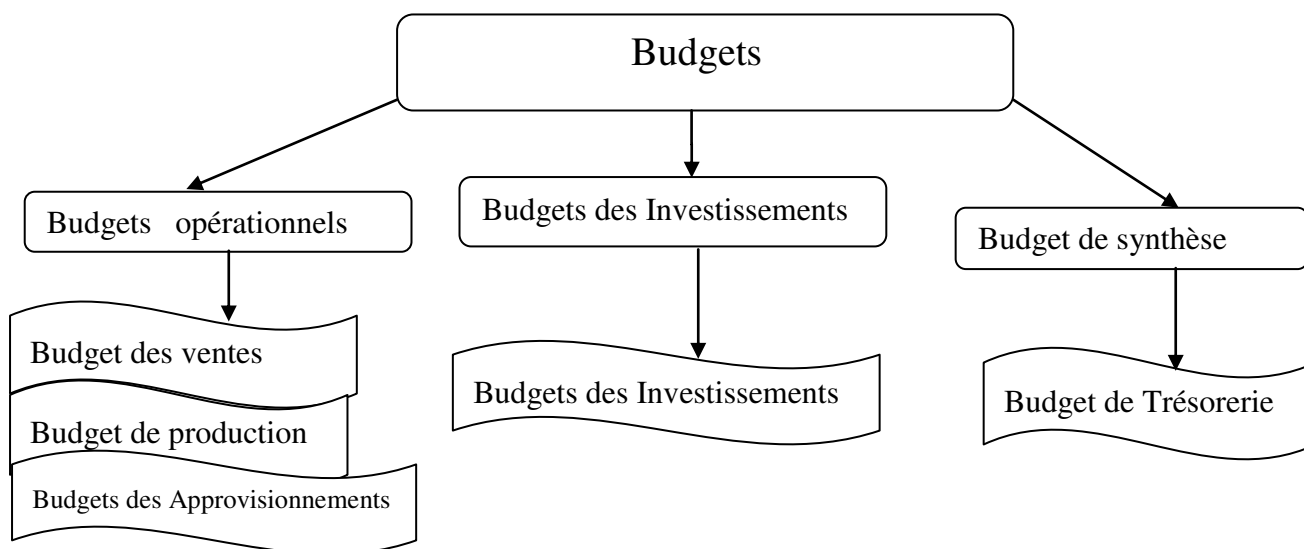 Budgets
Budgets opérationnels
Budgets des Investissements
Budget de synthèse
Budget des ventes
Budget de production
Budgets des Approvisionnements
Budgets des Investissements
Budget de Trésorerie